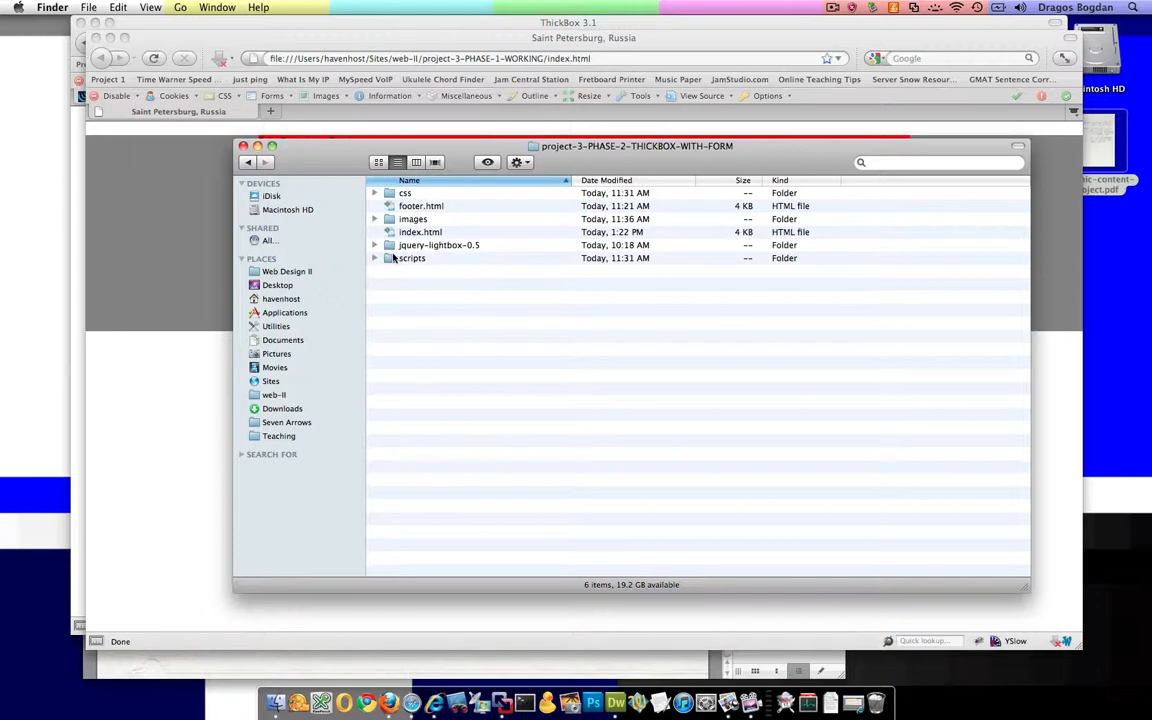 Finder File Edit View Go Window Help Dragos Bogdan
ThickBox 3.1
Saint Petersburg, Russia
file:///Users/havenhost/Sites/web-II/project-3-PHASE-1-WORKING/index.html Google
Project 1 Time Warner Speed ... just ping What Is My IP MySpeed VoIP Ukulele Chord Finder Jam Central Station Fretboard Printer Music Paper JamStudio.com Online Teaching Tips Server Snow Resour... GMAT Sentence Corr...
Disable Cookies CSS Forms Images Information Miscellaneous Outline Resize Tools View Source Options
Saint Petersburg, Russia
intosh HD
project-3-PHASE-2-THICKBOX-WITH-FORM
Name Date Modified Size Kind
DEVICES
iDisk
Macintosh HD
SHARED
All...
PLACES
Web Design II
Desktop
havenhost
Applications
Utilities
Documents
Pictures
Movies
Sites
web-II
Downloads
Seven Arrows
Teaching
SEARCH FOR
css Today, 11:31 AM -- Folder
footer.html Today, 11:21 AM 4 KB HTML file
images Today, 11:36 AM -- Folder
index.html Today, 1:22 PM 4 KB HTML file
jquery-lightbox-0.5 Today, 10:18 AM -- Folder
scripts Today, 11:31 AM -- Folder
6 items, 19.2 GB available
mic-content-
oject.pdf
Done Quick lookup... YSlow
Ps Dw